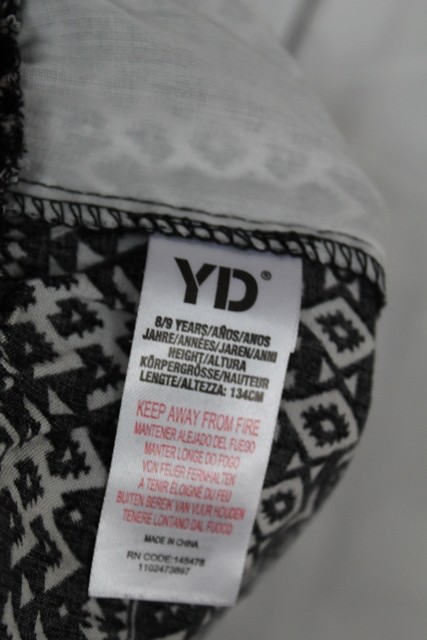 YD®
8/9 YEARS/AÑOS/ANOS
JAHRE/ANNÉES/JAREN/ANNI
HEIGHT/ALTURA
KÖRPERGRÖSSE/HAUTEUR
LENGTE/ALTEZZA: 134CM
KEEP AWAY FROM FIRE
MANTENER ALEJADO DEL FUEGO
MANTER LONGE DO FOGO
VON FEUER FERNHALTEN
A TENIR ÉLOIGNÉ DU FEU
BUITEN BEREIK VAN VUUR HOUDEN
TENERE LONTANO DAL FUOCO
MADE IN CHINA
RN CODE:145478
1102473897